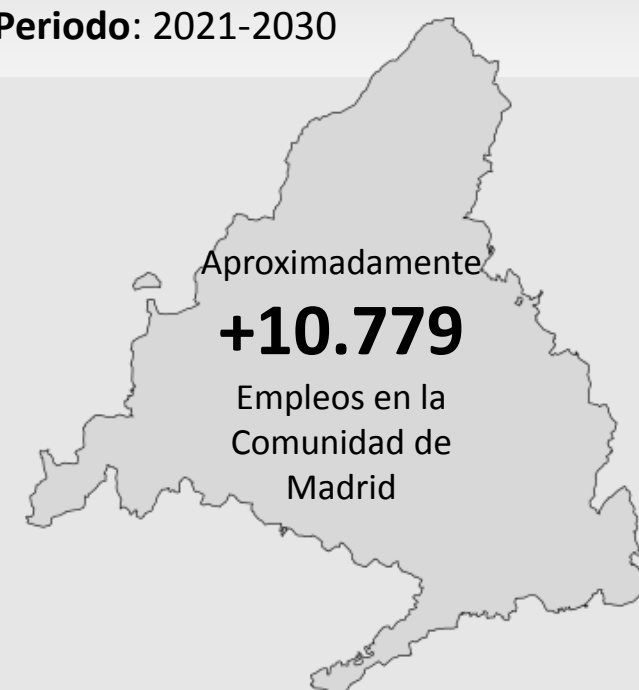 Periodo: 2021-2030
Aproximadamente
+10.779
Empleos en la
Comunidad de
Madrid